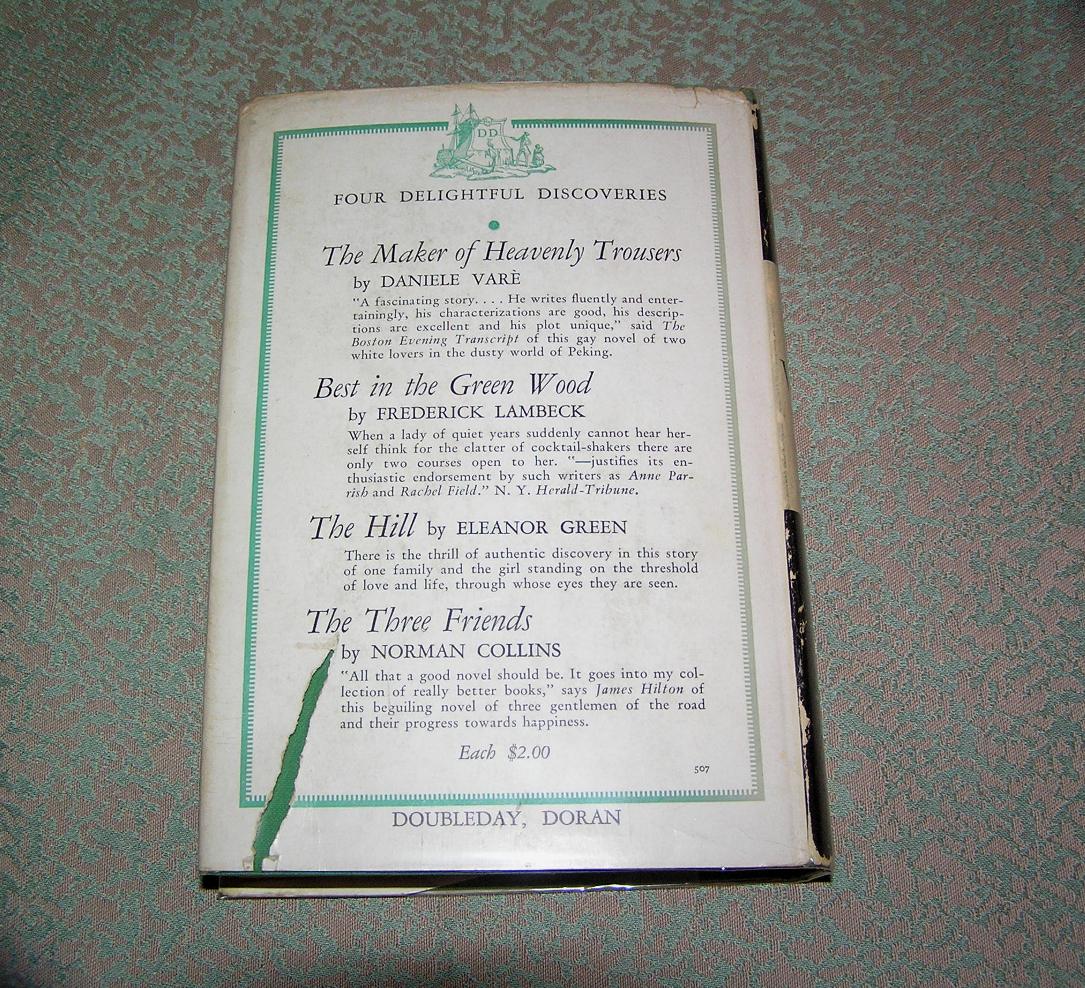 DD
FOUR DELIGHTFUL DISCOVERIES
The Maker of Heavenly Trousers
by DANIELE VARÈ
"A fascinating story. . . . He writes fluently and enter-
tainingly, his characterizations are good, his descrip-
tions are excellent and his plot unique," said The
Boston Evening Transcript of this gay novel of two
white lovers in the dusty world of Peking.
Best in the Green Wood
by FREDERICK LAMBECK
When a lady of quiet years suddenly cannot hear her-
self think for the clatter of cocktail-shakers there are
only two courses open to her. "—justifies its en-
thusiastic endorsement by such writers as Anne Par-
rish and Rachel Field." N. Y. Herald-Tribune.
The Hill by ELEANOR GREEN
There is the thrill of authentic discovery in this story
of one family and the girl standing on the threshold
of love and life, through whose eyes they are seen.
The Three Friends
by NORMAN COLLINS
"All that a good novel should be. It goes into my col-
lection of really better books," says James Hilton of
this beguiling novel of three gentlemen of the road
and their progress towards happiness.
Each $2.00
507
DOUBLEDAY, DORAN